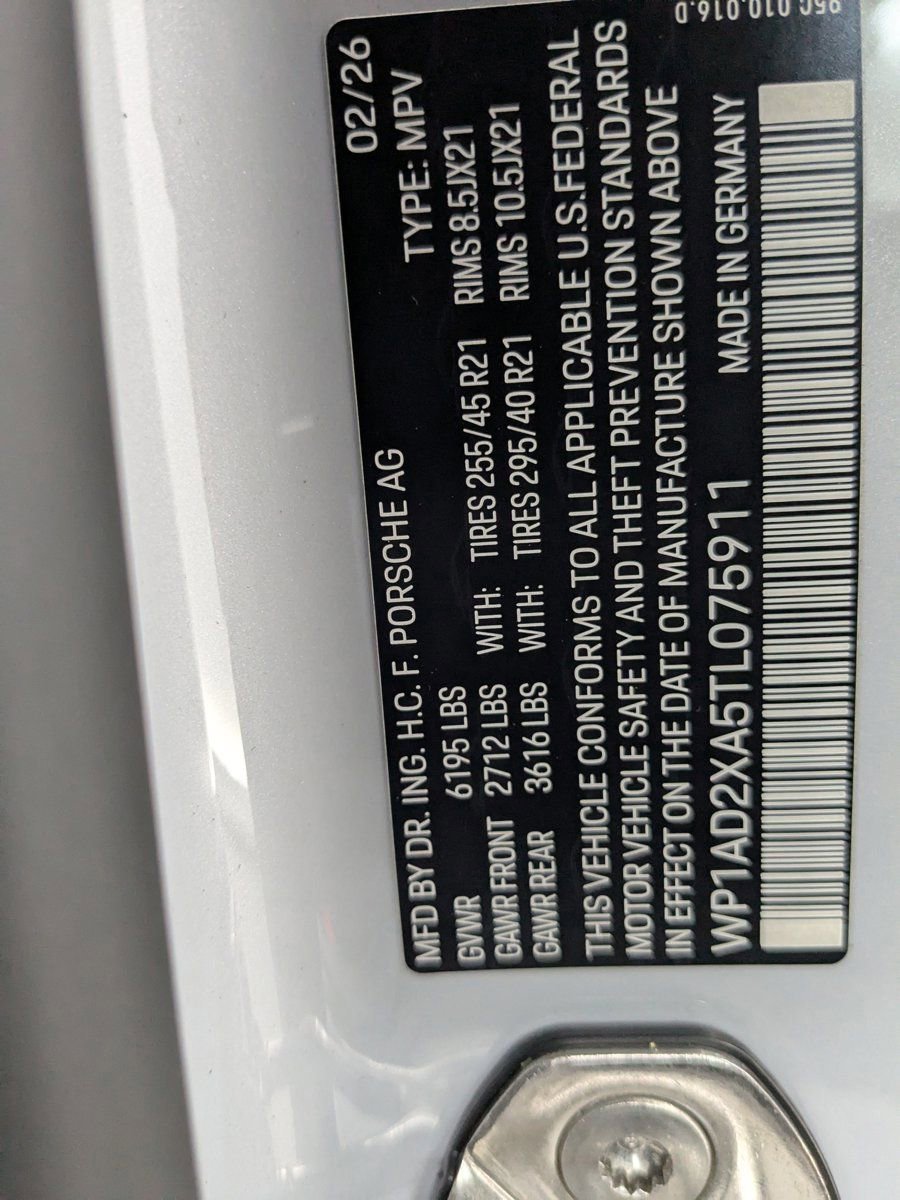 MFD BY DR. ING. H.C. F. PORSCHE AG 02/26
GVWR 6195 LBS TYPE: MPV
GAWR FRONT 2712 LBS WITH: TIRES 255/45 R21 RIMS 8.5JX21
GAWR REAR 3616 LBS WITH: TIRES 295/40 R21 RIMS 10.5JX21
THIS VEHICLE CONFORMS TO ALL APPLICABLE U.S.FEDERAL
MOTOR VEHICLE SAFETY AND THEFT PREVENTION STANDARDS
IN EFFECT ON THE DATE OF MANUFACTURE SHOWN ABOVE
WP1AD2XA5TL075911 MADE IN GERMANY
95C.010.016.D